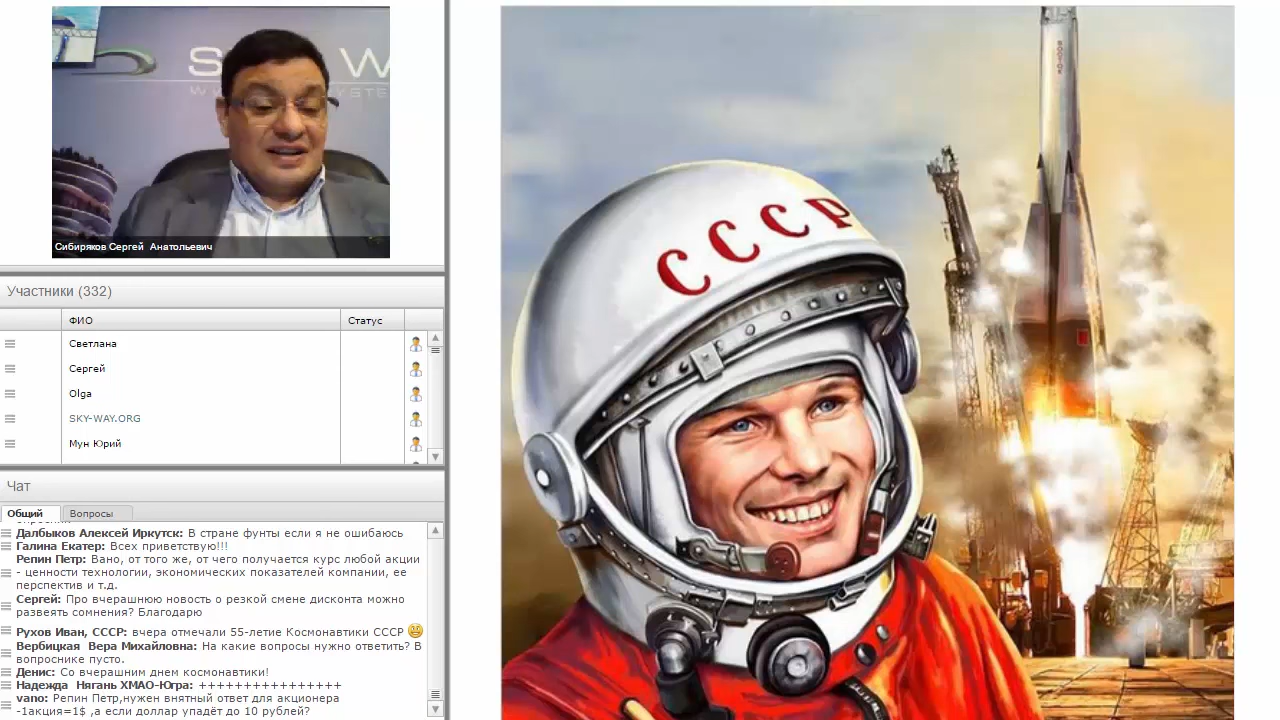 S W
Сибиряков Сергей Анатольевич
Участники (332)
ФИО
Статус
Светлана
Сергей
Olga
SKY-WAY.ORG
Мун Юрий
Чат
Общий
Вопросы
Далбыков Алексей Иркутск: В стране фунты если я не ошибаюсь
Галина Екатер: Всех приветствую!!!
Репин Петр: Вано, от того же, от чего получается курс любой акции
- ценности технологии, экономических показателей компании, ее
перспектив и т.д.
Сергей: Про вчерашнюю новость о резкой смене дисконта можно
развеять сомнения? Благодарю
Рухов Иван, СССР: вчера отмечали 55-летие Космонавтики СССР
Вербицкая Вера Михайловна: На какие вопросы нужно ответить? В
вопроснике пусто.
Денис: Со вчерашним днем космонавтики!
Надежда Нягань ХМАО-Югра: ++++++++++++++++
vano: Репин Петр,нужен внятный ответ для акционера
-1акция=1$ ,а если доллар упадёт до 10 рублей?
СССР
ВОСТОК